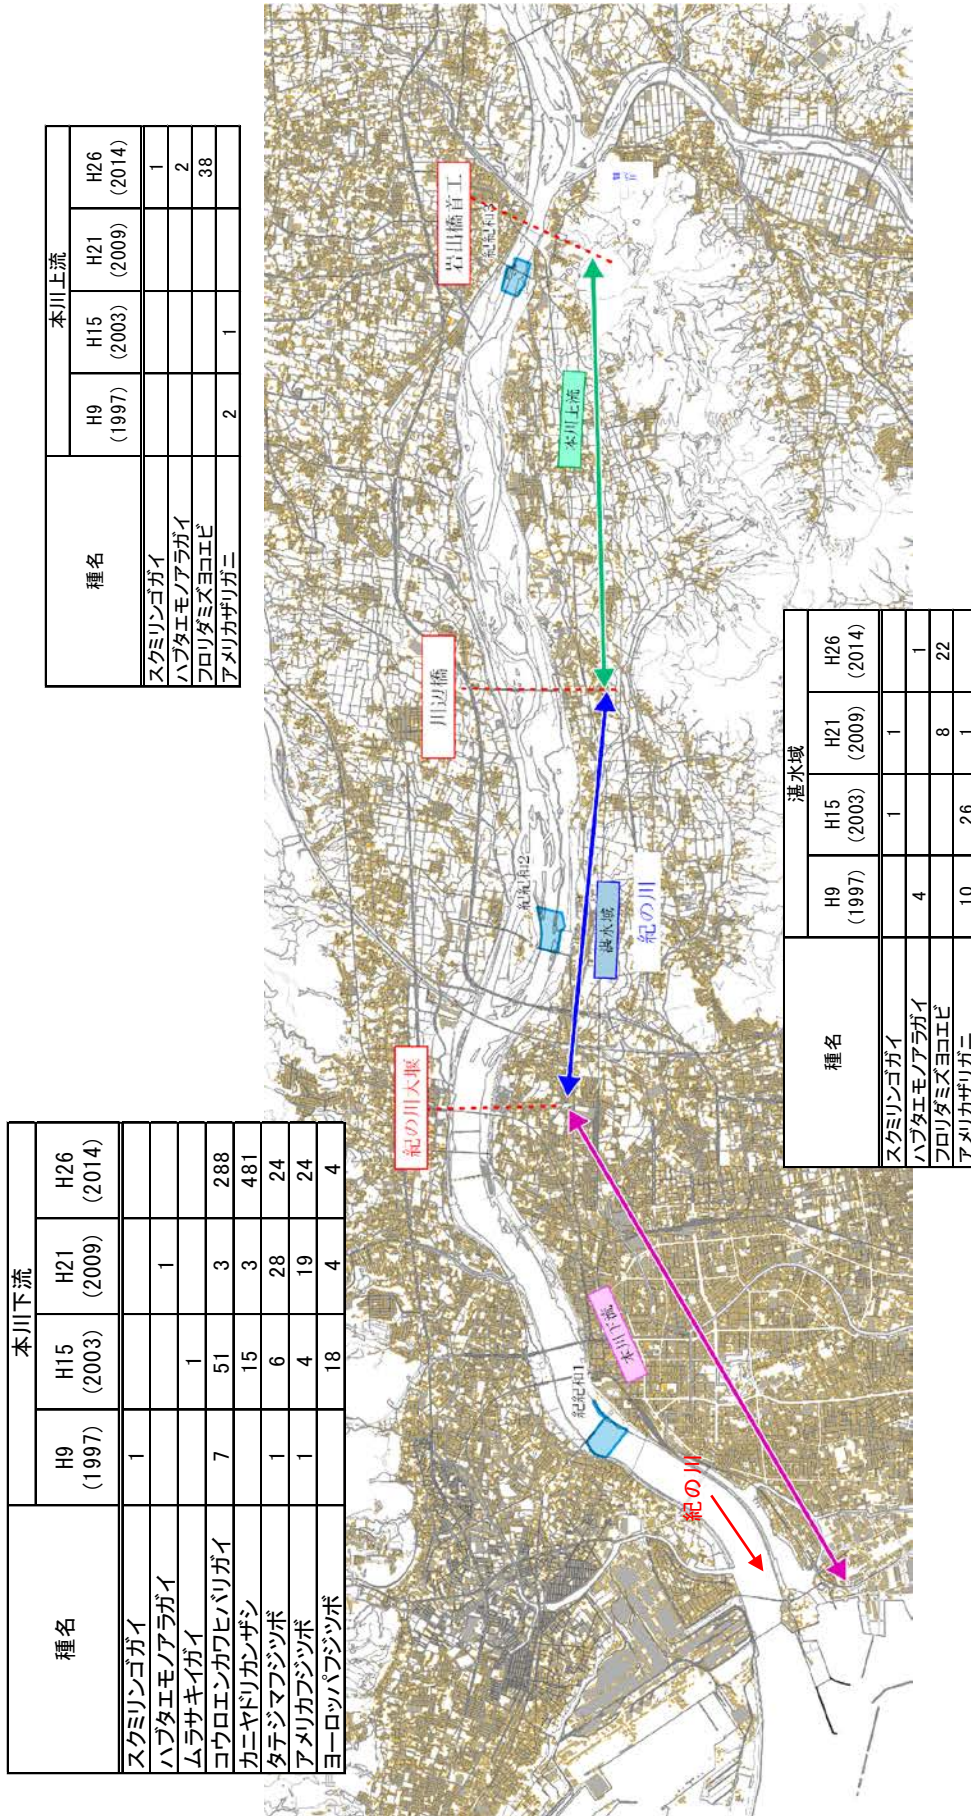 本川下流
種名 H9 (1997) H15 (2003) H21 (2009) H26 (2014)
スクミリンゴガイ 1
ハブタエモノアラガイ 1
ムラサキイガイ 1
コウロエンカワヒバリガイ 7 51 3 288
カニヤドリカンザシ 15 3 481
タテジマフジツボ 1 6 28 24
アメリカフジツボ 1 4 19 24
ヨーロッパフジツボ 18 4 4
本川上流
種名 H9 (1997) H15 (2003) H21 (2009) H26 (2014)
スクミリンゴガイ 1
ハブタエモノアラガイ 2
フロリダミズヨコエビ 38
アメリカザリガニ 2 1
紀の川大堰
川辺橋
岩出橋首工
紀紀和1
紀紀和2
紀紀和3
本川下流
湛水域
本川上流
紀の川
紀の川
湛水域
種名 H9 (1997) H15 (2003) H21 (2009) H26 (2014)
スクミリンゴガイ 1 1
ハブタエモノアラガイ 4 1
フロリダミズヨコエビ 8 22
アメリカザリガニ 10 26 1